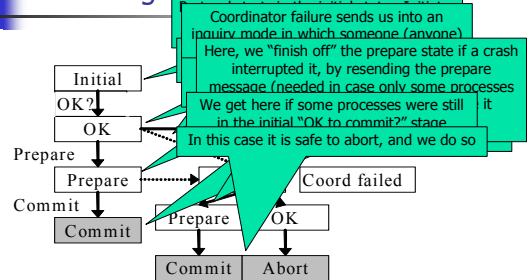 Coordinator failure sends us into an
inquiry mode in which someone (anyone)
Here, we “finish off” the prepare state if a crash
interrupted it, by resending the prepare
message (needed in case only some processes
it
We get here if some processes were still
in the initial “OK to commit?” stage
In this case it is safe to abort, and we do so
Initial
OK?
OK
Prepare
Prepare
Coord failed
Commit
Commit
Prepare
OK
Commit
Abort